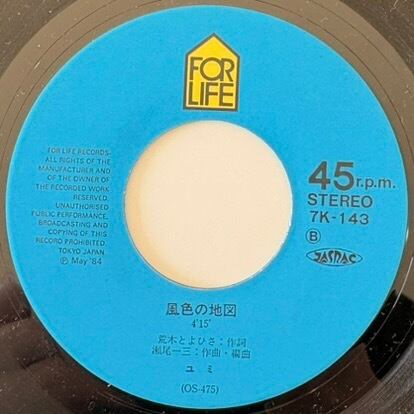 FOR
LIFE
FOR LIFE RECORDS·
ALL RIGHTS OF THE
MANUFACTURER AND
OF THE OWNER OF
THE RECORDED WORK
RESERVED.
UNAUTHORISED
PUBLIC PERFORMANCE,
BROADCASTING AND
COPYING OF THIS
RECORD PROHIBITED.
TOKYO JAPAN
Ⓟ May '84
45r.p.m.
STEREO
7K-143
Ⓑ
JASRAC
風色の地図
4'15"
荒木とよひさ：作詞
瀬尾一三：作曲・編曲
ユミ
(OS-475)